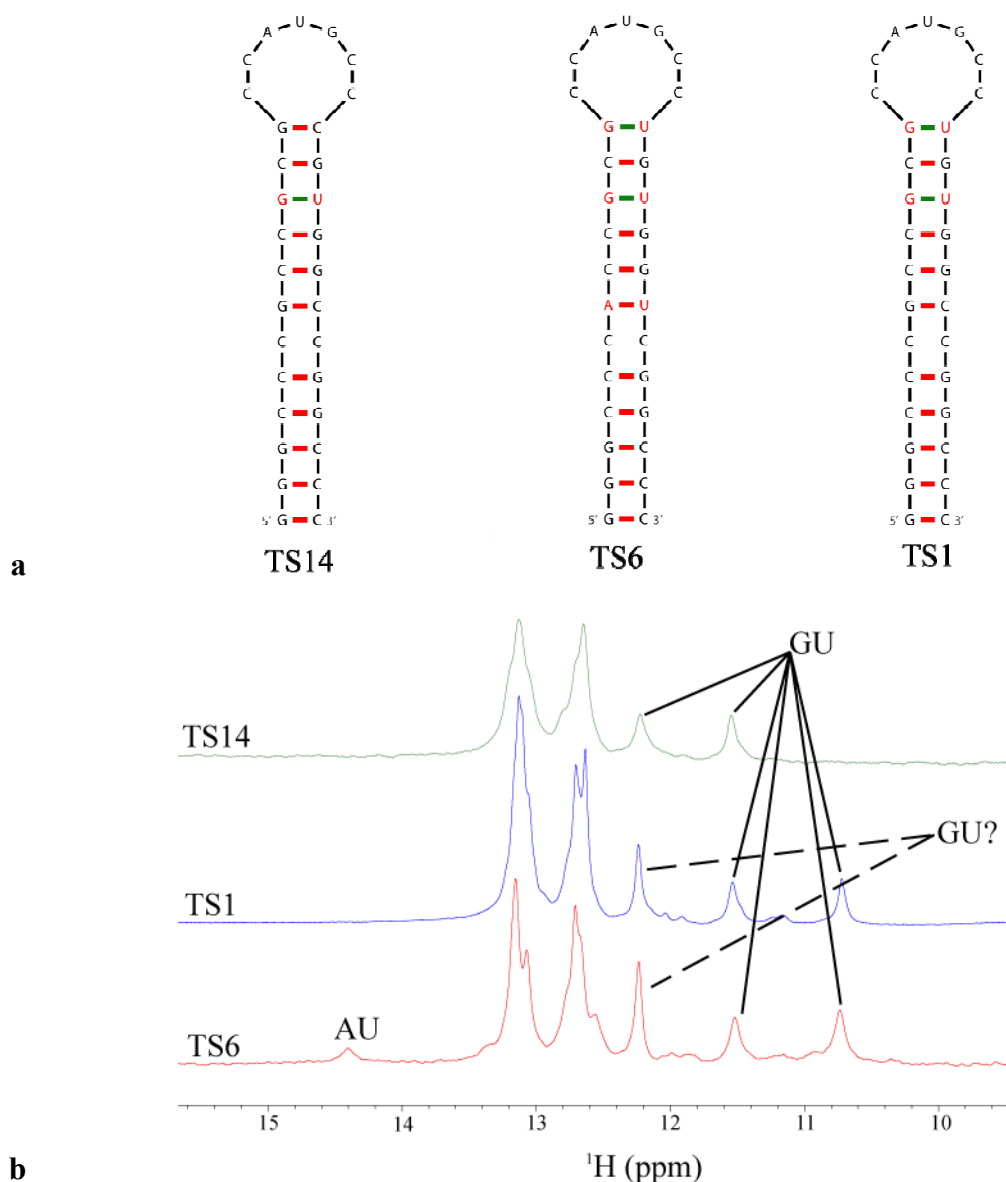 U U U
A G A G A G
C C C C C C
C C C C C C
G C G U G U
C G C G C G
G U G U G U
C G C G C G
C G C G C G
G C A U G C
C C C C C C
C G C G C G
C G C G C G
G C G C G C
G C G C G C
5' G C 3' 5' G C 3' 5' G C 3'
TS14 TS6 TS1
a
GU
TS14
GU?
TS1
AU
TS6
15 14 13 12 11 10
¹H (ppm)
b